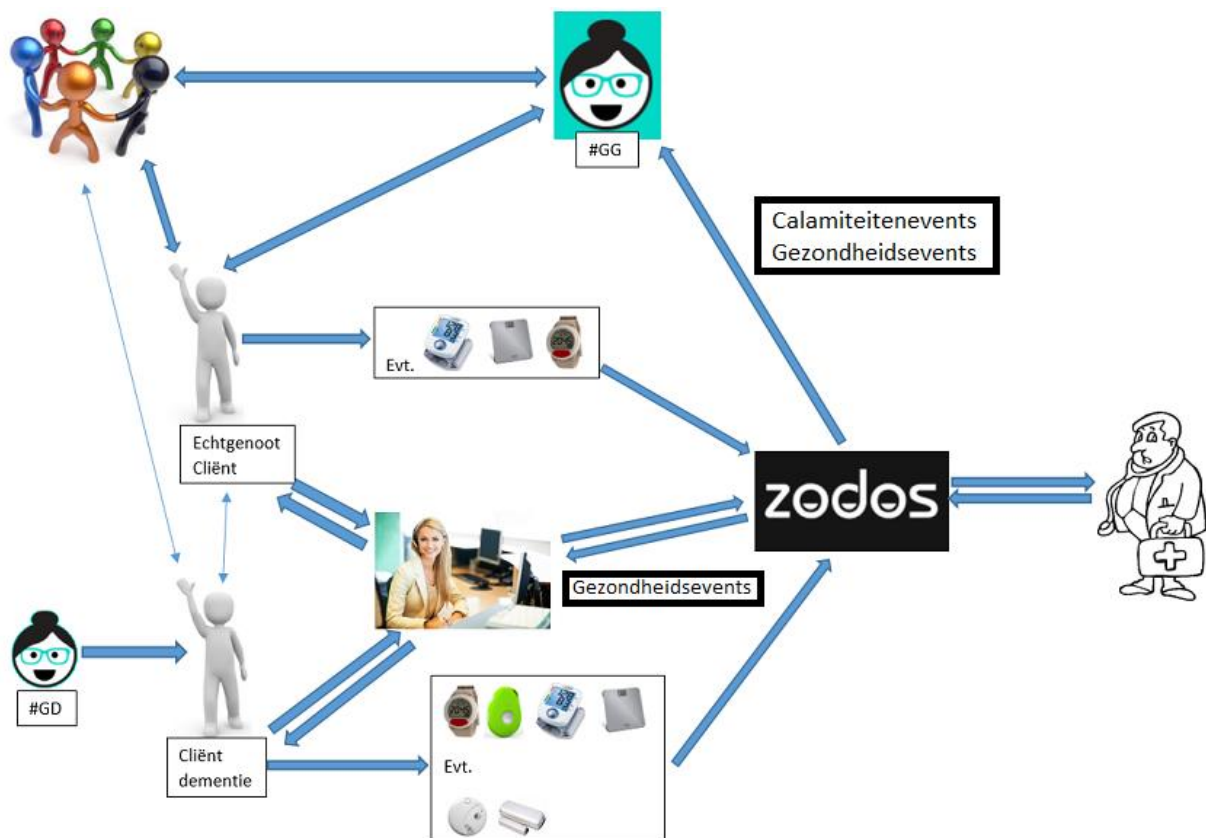 #GG
Calamiteitenevents
Gezondheidsevents
Evt.
Echtgenoot
Cliënt
zodos
Gezondheidsevents
#GD
Cliënt
dementie
Evt.